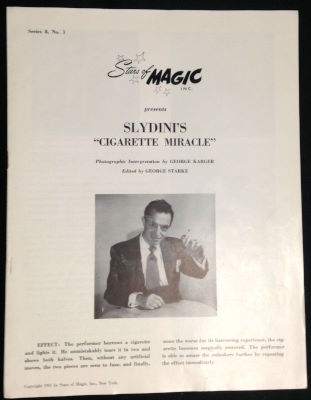 Series 8, No. 1
Stars of MAGIC
INC.
presents
SLYDINI'S
"CIGARETTE MIRACLE"
Photographic Interpretation by GEORGE KARGER
Edited by GEORGE STARKE
EFFECT: The performer borrows a cigarette
and lights it. He unmistakably tears it in two and
shows both halves. Then, without any artificial
moves, the two pieces are seen to fuse, and finally,
none the worse for its harrowing experience, the cig
arette becomes magically restored. The performer
is able to amaze the onlookers further by repeating
the effect immediately.
Copyright by Stars of Magic, Inc., New York.